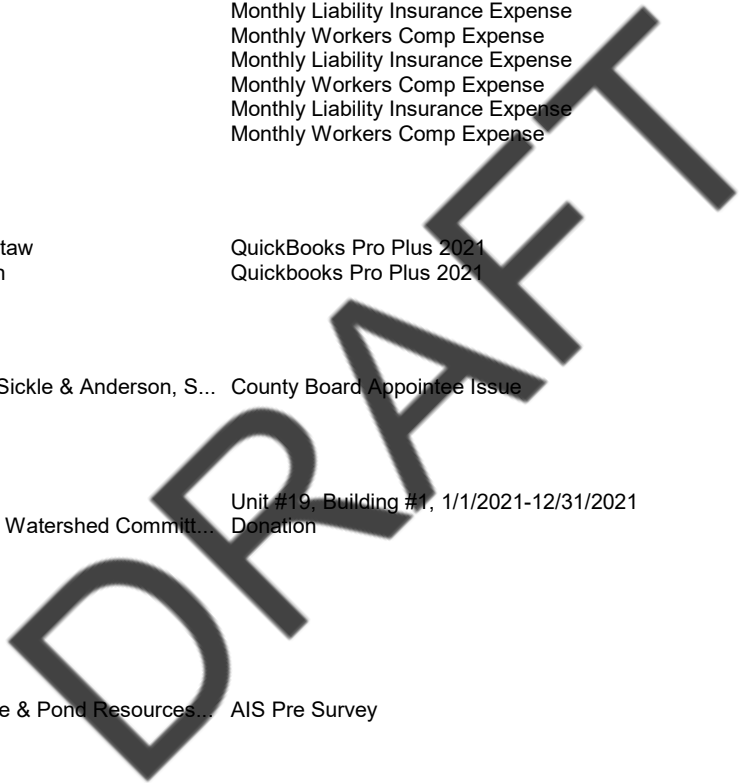 Monthly Liability Insurance Expense
Monthly Workers Comp Expense
Monthly Liability Insurance Expense
Monthly Workers Comp Expense
Monthly Liability Insurance Expense
Monthly Workers Comp Expense
taw QuickBooks Pro Plus 2021
n Quickbooks Pro Plus 2021
Sickle & Anderson, S... County Board Appointee Issue
Unit #19, Building #1, 1/1/2021-12/31/2021
Watershed Committ... Donation
e & Pond Resources... AIS Pre Survey
DRAFT